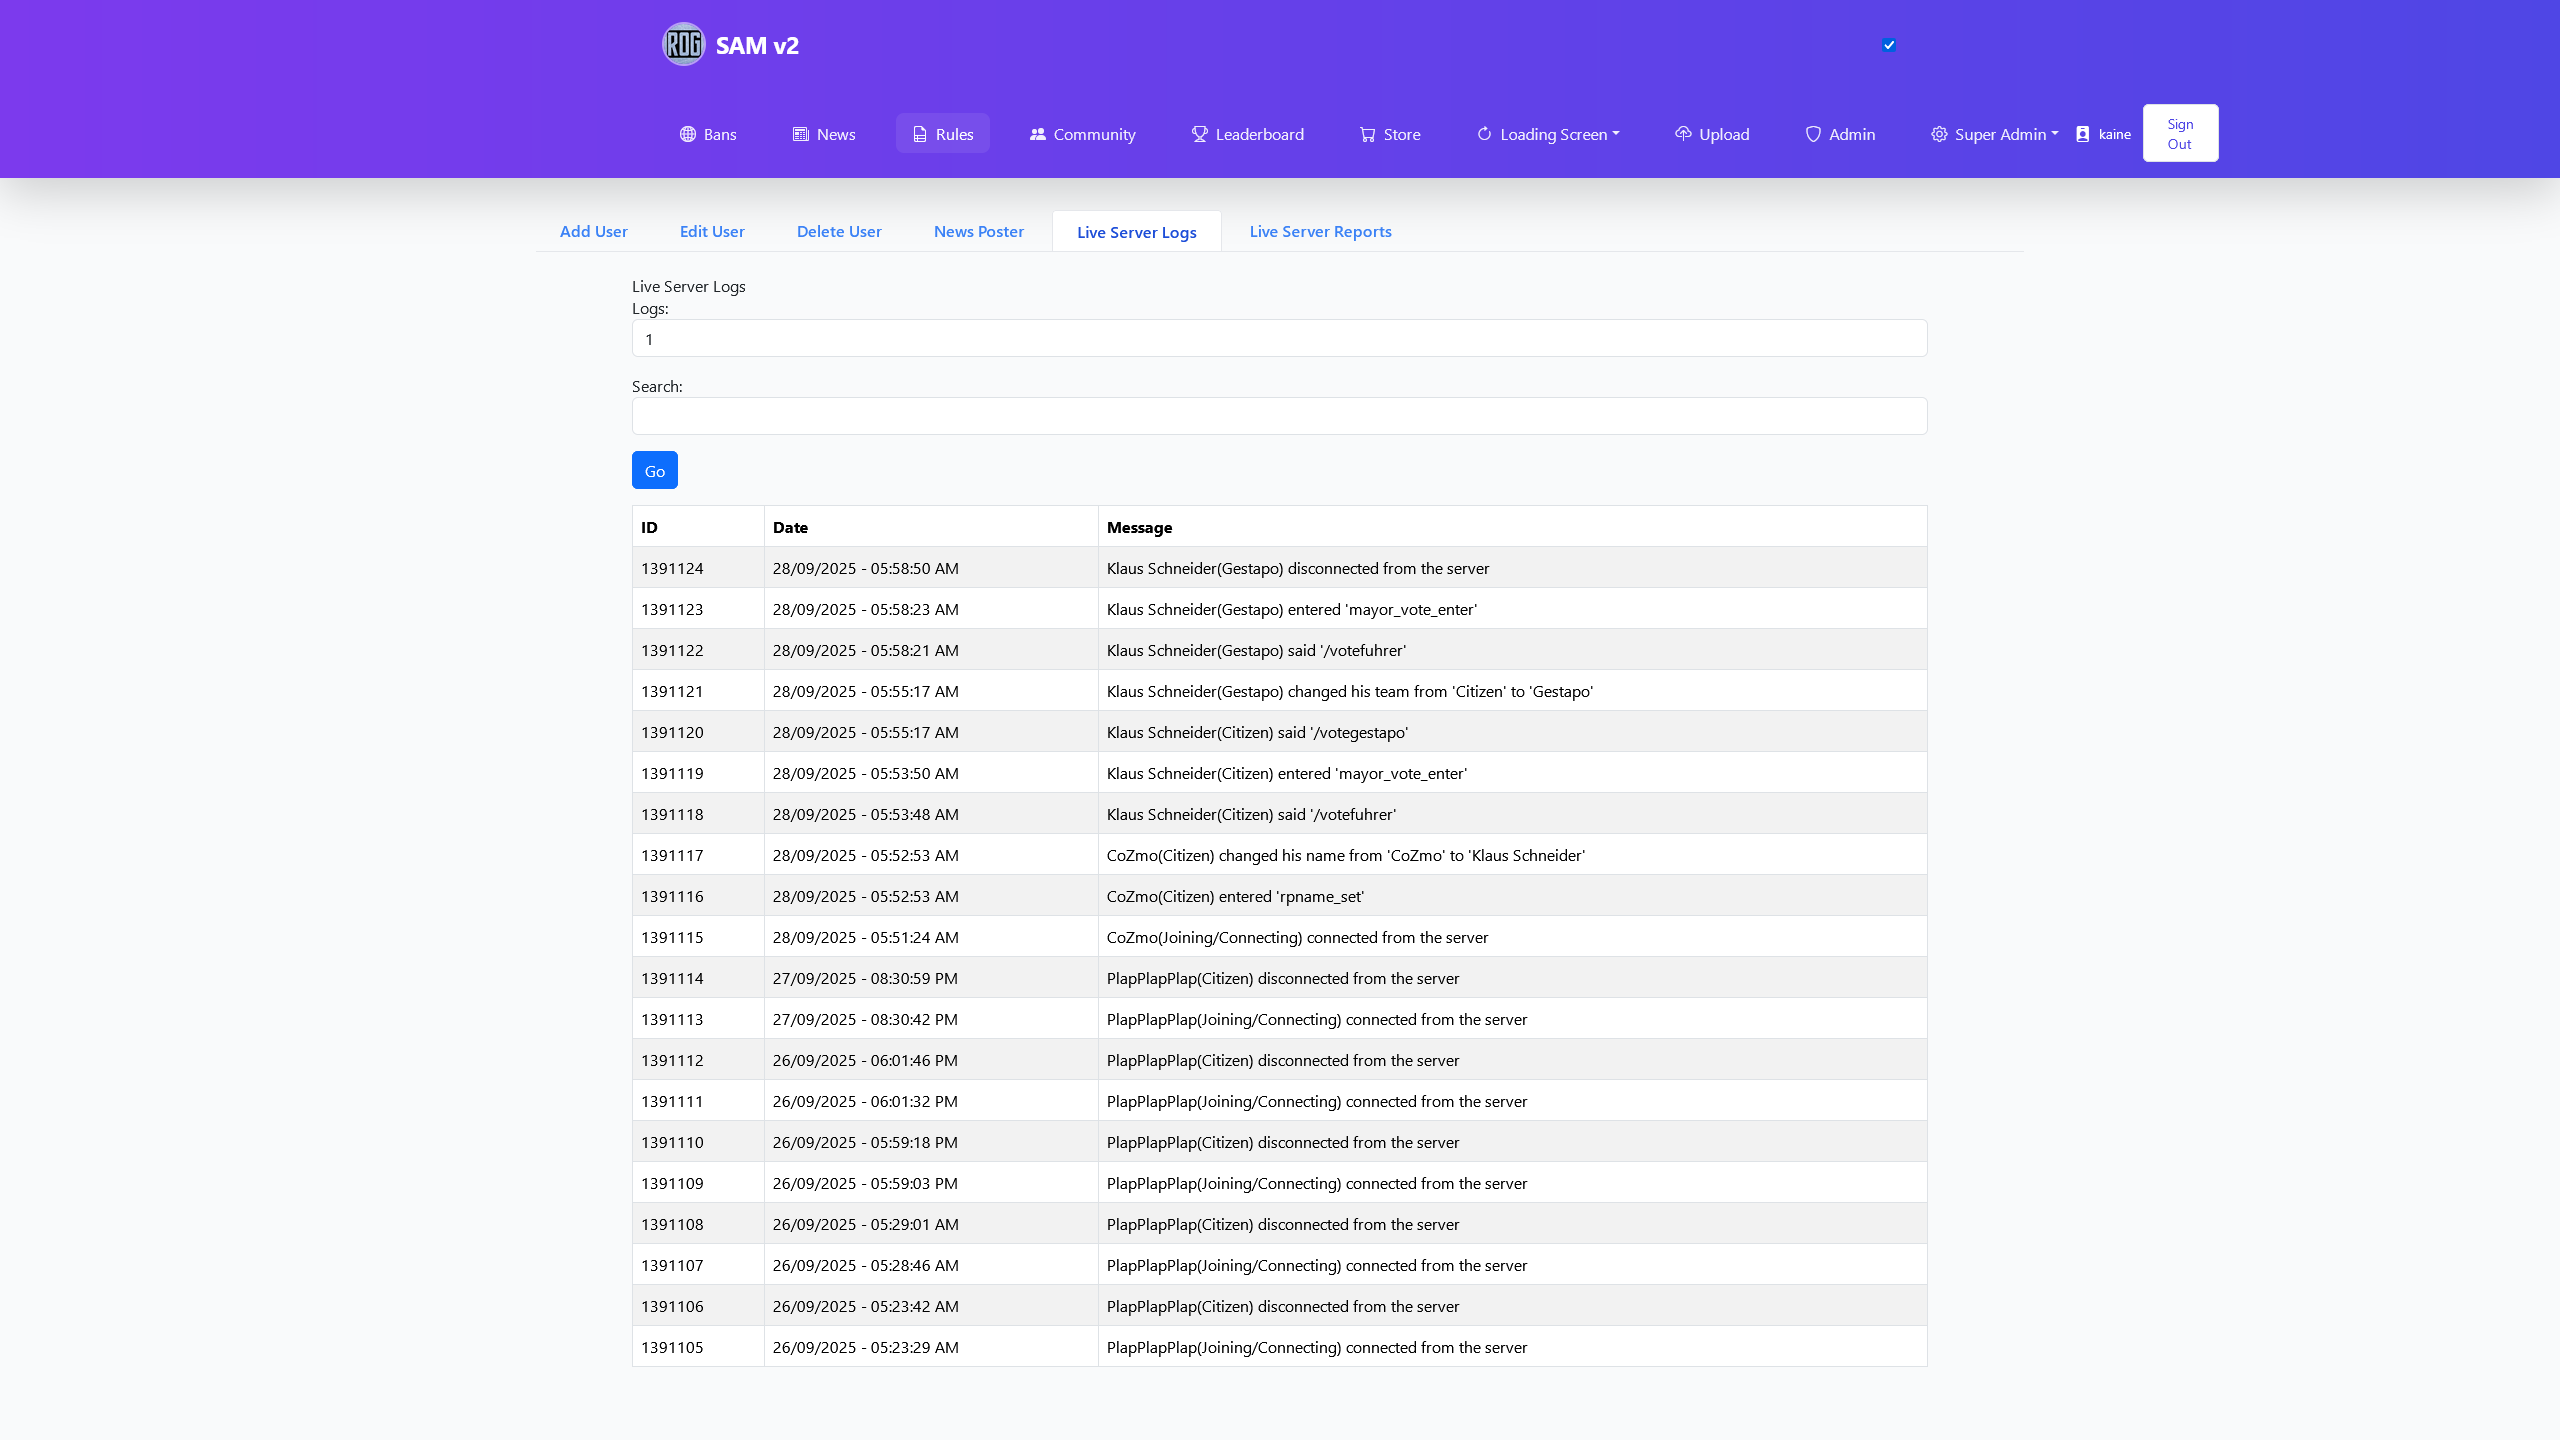 ROG SAM v2
Bans News Rules Community Leaderboard Store Loading Screen Upload Admin Super Admin kaine Sign Out
Add User Edit User Delete User News Poster Live Server Logs Live Server Reports
Live Server Logs
Logs:
1
Search:
Go
ID Date Message
1391124 28/09/2025 - 05:58:50 AM Klaus Schneider(Gestapo) disconnected from the server
1391123 28/09/2025 - 05:58:23 AM Klaus Schneider(Gestapo) entered 'mayor_vote_enter'
1391122 28/09/2025 - 05:58:21 AM Klaus Schneider(Gestapo) said '/votefuhrer'
1391121 28/09/2025 - 05:55:17 AM Klaus Schneider(Gestapo) changed his team from 'Citizen' to 'Gestapo'
1391120 28/09/2025 - 05:55:17 AM Klaus Schneider(Citizen) said '/votegestapo'
1391119 28/09/2025 - 05:53:50 AM Klaus Schneider(Citizen) entered 'mayor_vote_enter'
1391118 28/09/2025 - 05:53:48 AM Klaus Schneider(Citizen) said '/votefuhrer'
1391117 28/09/2025 - 05:52:53 AM CoZmo(Citizen) changed his name from 'CoZmo' to 'Klaus Schneider'
1391116 28/09/2025 - 05:52:53 AM CoZmo(Citizen) entered 'rpname_set'
1391115 28/09/2025 - 05:51:24 AM CoZmo(Joining/Connecting) connected from the server
1391114 27/09/2025 - 08:30:59 PM PlapPlapPlap(Citizen) disconnected from the server
1391113 27/09/2025 - 08:30:42 PM PlapPlapPlap(Joining/Connecting) connected from the server
1391112 26/09/2025 - 06:01:46 PM PlapPlapPlap(Citizen) disconnected from the server
1391111 26/09/2025 - 06:01:32 PM PlapPlapPlap(Joining/Connecting) connected from the server
1391110 26/09/2025 - 05:59:18 PM PlapPlapPlap(Citizen) disconnected from the server
1391109 26/09/2025 - 05:59:03 PM PlapPlapPlap(Joining/Connecting) connected from the server
1391108 26/09/2025 - 05:29:01 AM PlapPlapPlap(Citizen) disconnected from the server
1391107 26/09/2025 - 05:28:46 AM PlapPlapPlap(Joining/Connecting) connected from the server
1391106 26/09/2025 - 05:23:42 AM PlapPlapPlap(Citizen) disconnected from the server
1391105 26/09/2025 - 05:23:29 AM PlapPlapPlap(Joining/Connecting) connected from the server